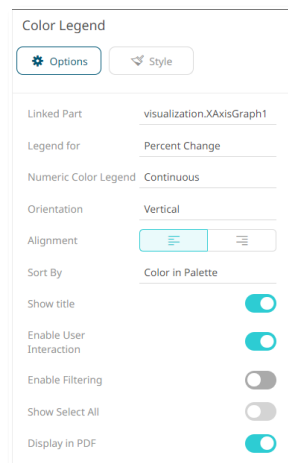 Color Legend
Options Style
Linked Part visualization.XAxisGraph1
Legend for Percent Change
Numeric Color Legend Continuous
Orientation Vertical
Alignment
Sort By Color in Palette
Show title
Enable User
Interaction
Enable Filtering
Show Select All
Display in PDF